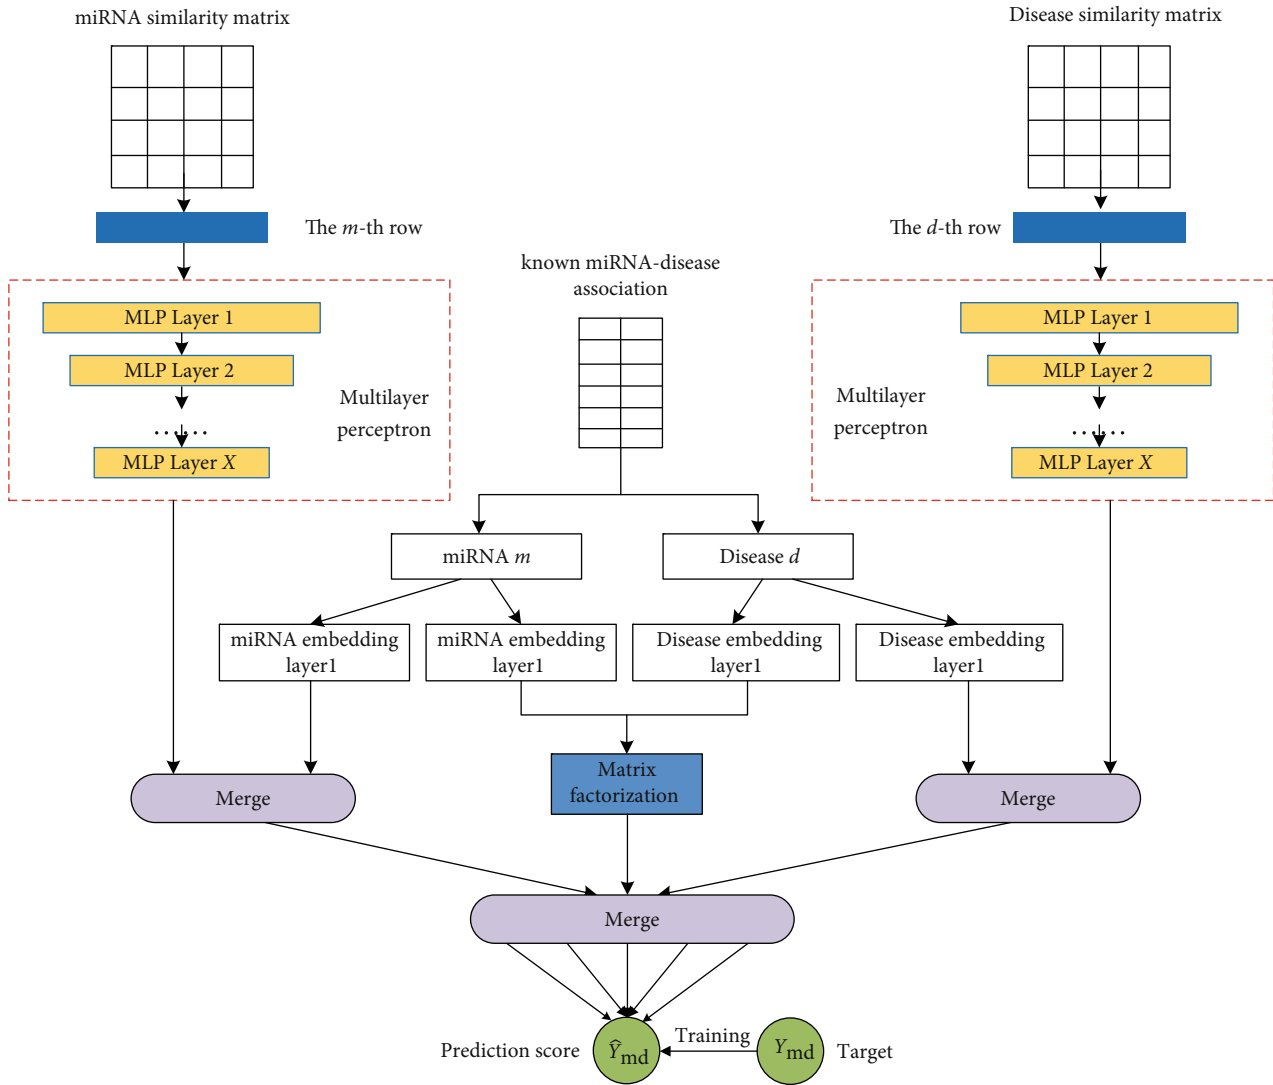 miRNA similarity matrix
Disease similarity matrix
The m-th row
The d-th row
known miRNA-disease
association
MLP Layer 1
MLP Layer 2
......
MLP Layer X
Multilayer
perceptron
MLP Layer 1
MLP Layer 2
......
MLP Layer X
Multilayer
perceptron
miRNA m
Disease d
miRNA embedding
layer1
miRNA embedding
layer1
Disease embedding
layer1
Disease embedding
layer1
Merge
Matrix
factorization
Merge
Merge
Prediction score
Ŷmd
Training
Ymd
Target